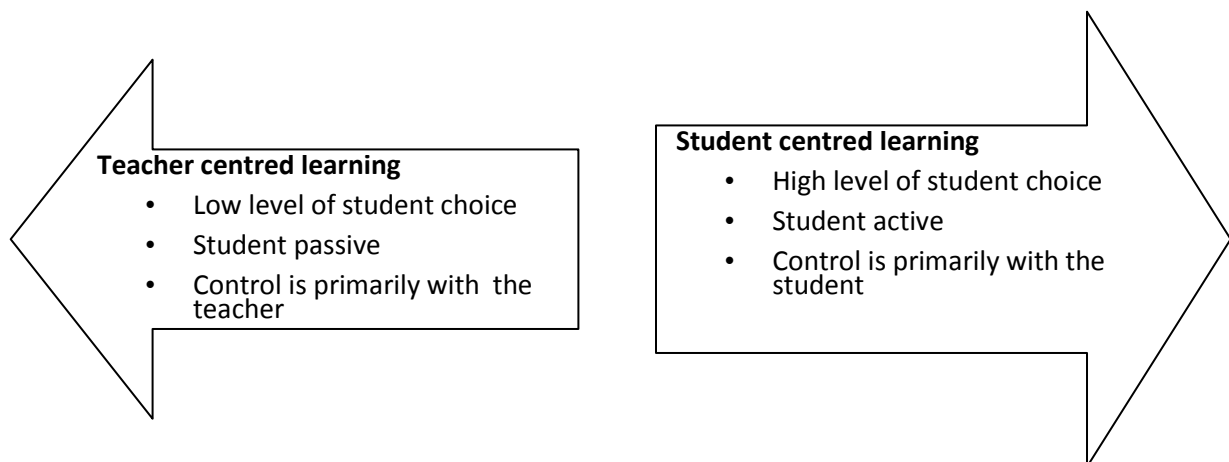 Teacher centred learning
• Low level of student choice
• Student passive
• Control is primarily with the
teacher
Student centred learning
• High level of student choice
• Student active
• Control is primarily with the
student